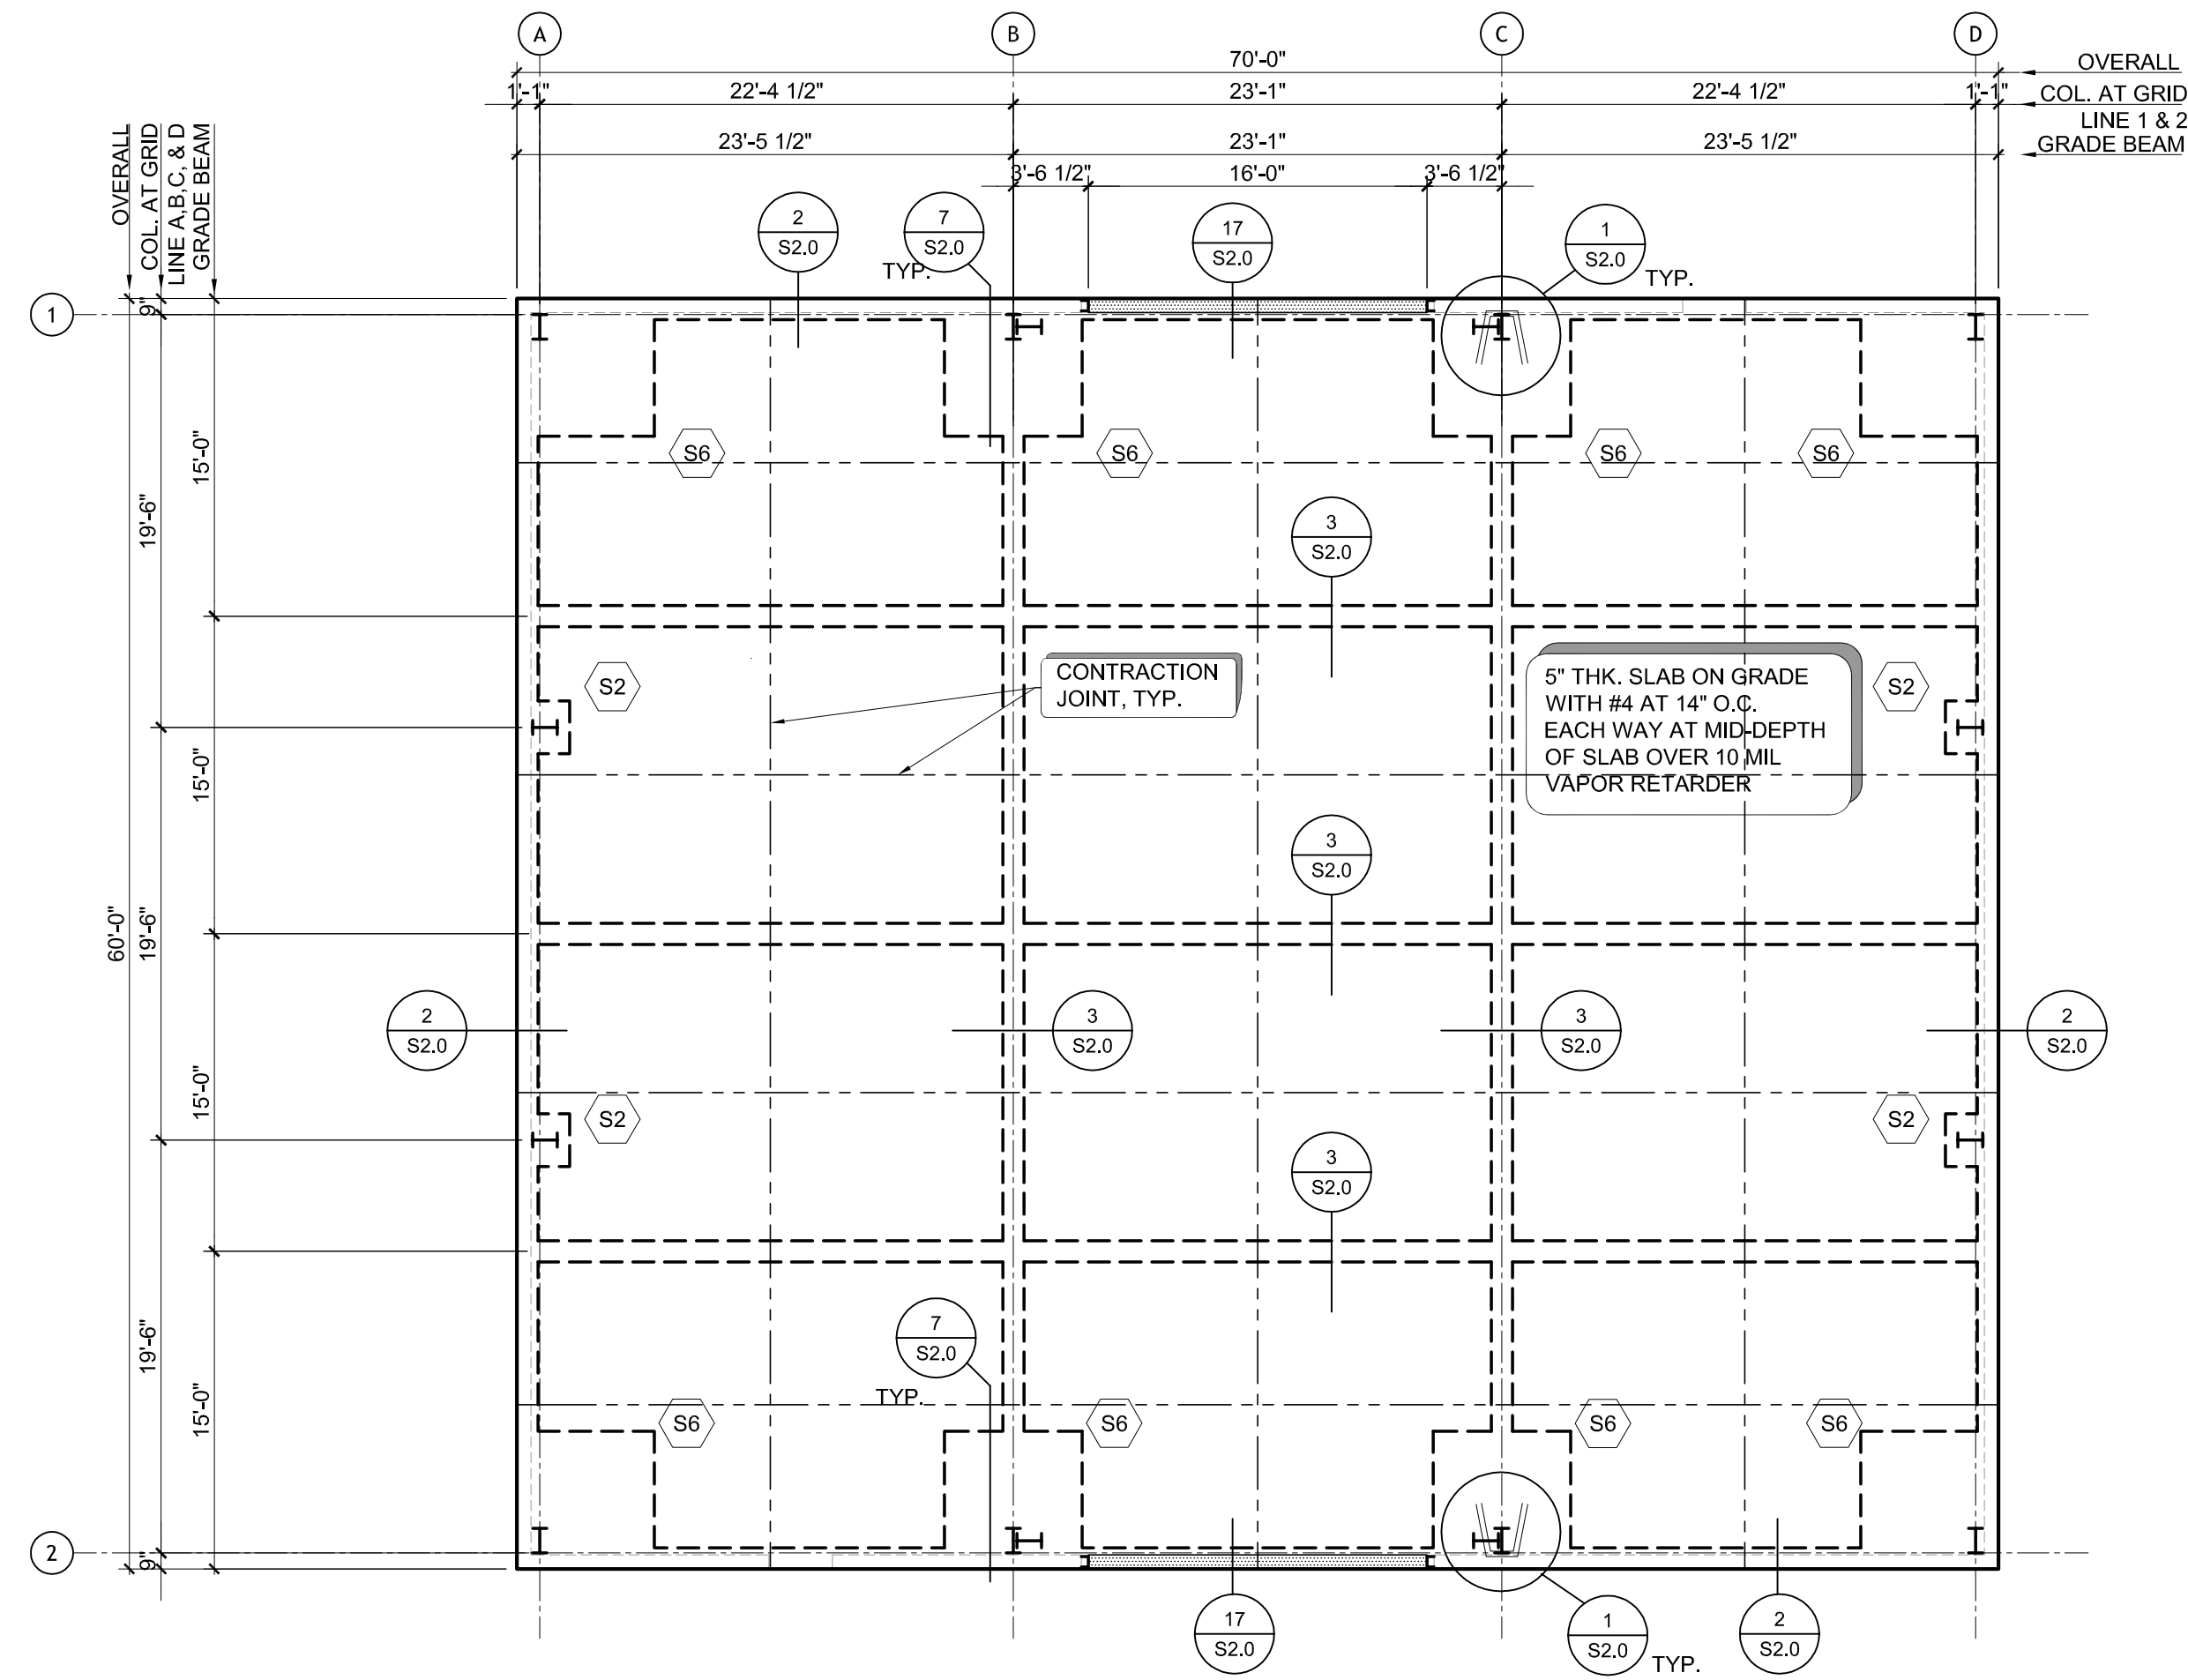 A
B
C
D
70'-0"
OVERALL
1'-1"
22'-4 1/2"
23'-1"
22'-4 1/2"
1'-1"
COL. AT GRID
LINE 1 & 2
23'-5 1/2"
23'-1"
23'-5 1/2"
GRADE BEAM
3'-6 1/2"
16'-0"
3'-6 1/2"
OVERALL
COL. AT GRID
LINE A,B,C, & D
GRADE BEAM
2
S2.0
7
S2.0
TYP.
17
S2.0
1
S2.0
TYP.
1
9"
15'-0"
19'-6"
S6
S6
S6
S6
3
S2.0
S2
CONTRACTION
JOINT, TYP.
5" THK. SLAB ON GRADE
WITH #4 AT 14" O.C.
EACH WAY AT MID-DEPTH
OF SLAB OVER 10 MIL
VAPOR RETARDER
S2
15'-0"
3
S2.0
60'-0"
19'-6"
2
S2.0
3
S2.0
3
S2.0
2
S2.0
15'-0"
S2
S2
3
S2.0
19'-6"
7
S2.0
TYP.
15'-0"
S6
S6
S6
S6
2
9"
17
S2.0
1
S2.0
TYP.
2
S2.0